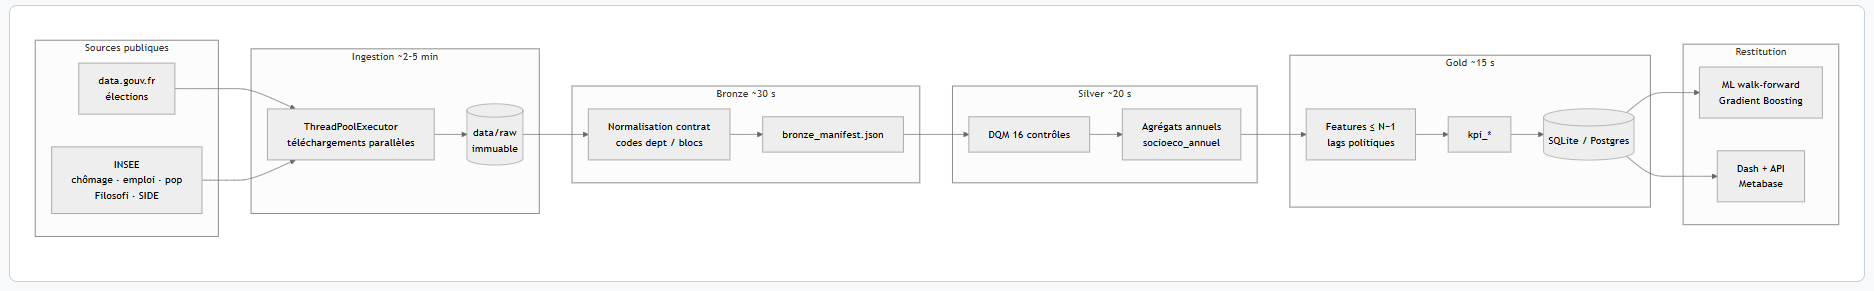 Sources publiques
data.gouv.fr
élections
INSEE
chômage · emploi · pop
Filosofi · SIDE
Ingestion ~2–5 min
ThreadPoolExecutor
téléchargements parallèles
data/raw
immuable
Bronze ~30 s
Normalisation contrat
codes dept / blocs
bronze_manifest.json
Silver ~20 s
DQM 16 contrôles
Agrégats annuels
socioeco_annuel
Gold ~15 s
Features ≤ N−1
lags politiques
kpi_*
SQLite / Postgres
Restitution
ML walk-forward
Gradient Boosting
Dash + API
Metabase